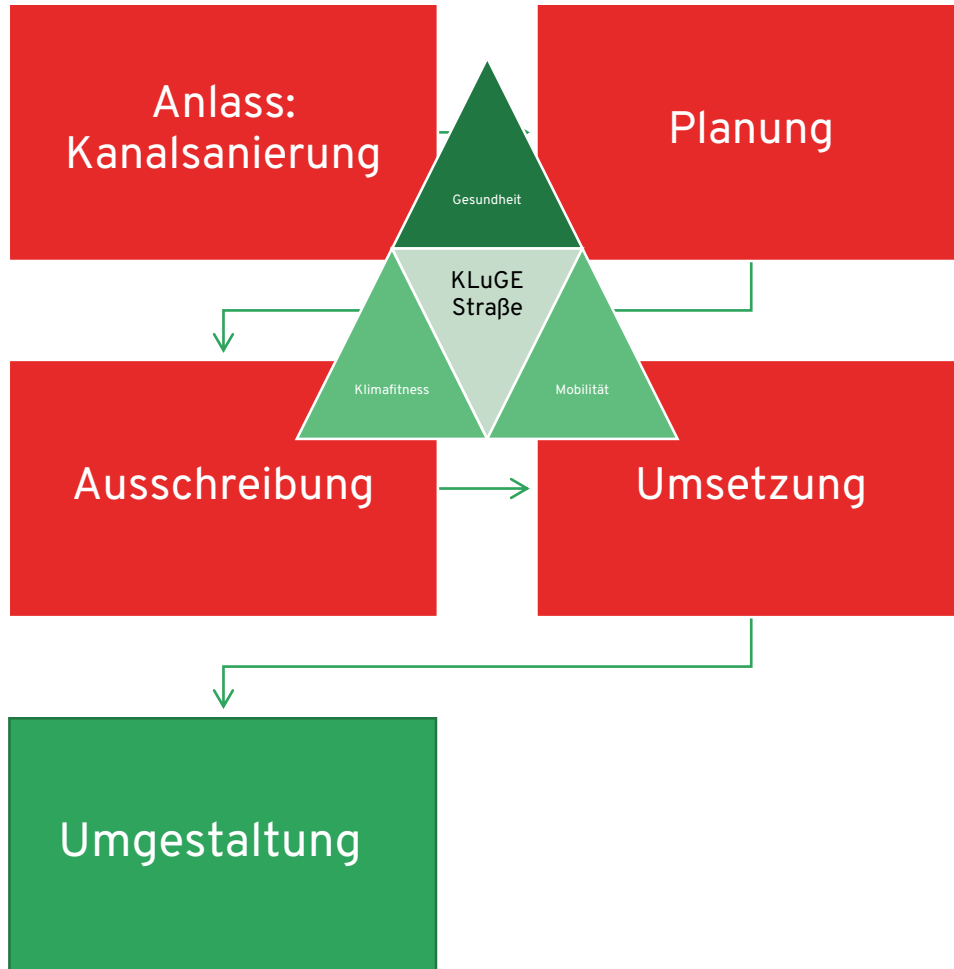 Anlass:
Kanalsanierung
Planung
Gesundheit
KLuGE
Straße
Klimafitness
Mobilität
Ausschreibung
Umsetzung
Umgestaltung